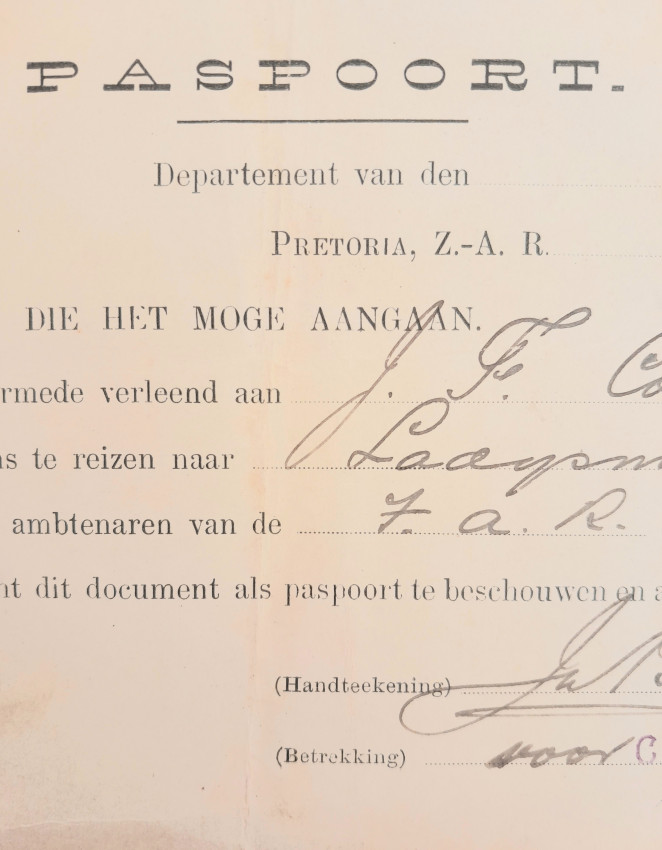 PASPOORT.
Departement van den
PRETORIA, Z.-A. R.
DIE HET MOGE AANGAAN.
rmede verleend aan J. F. Co
s te reizen naar
ambtenaren van de Z. A. R.
nt dit document als paspoort te beschouwen en a
(Handteekening)
(Betrekking) voor C